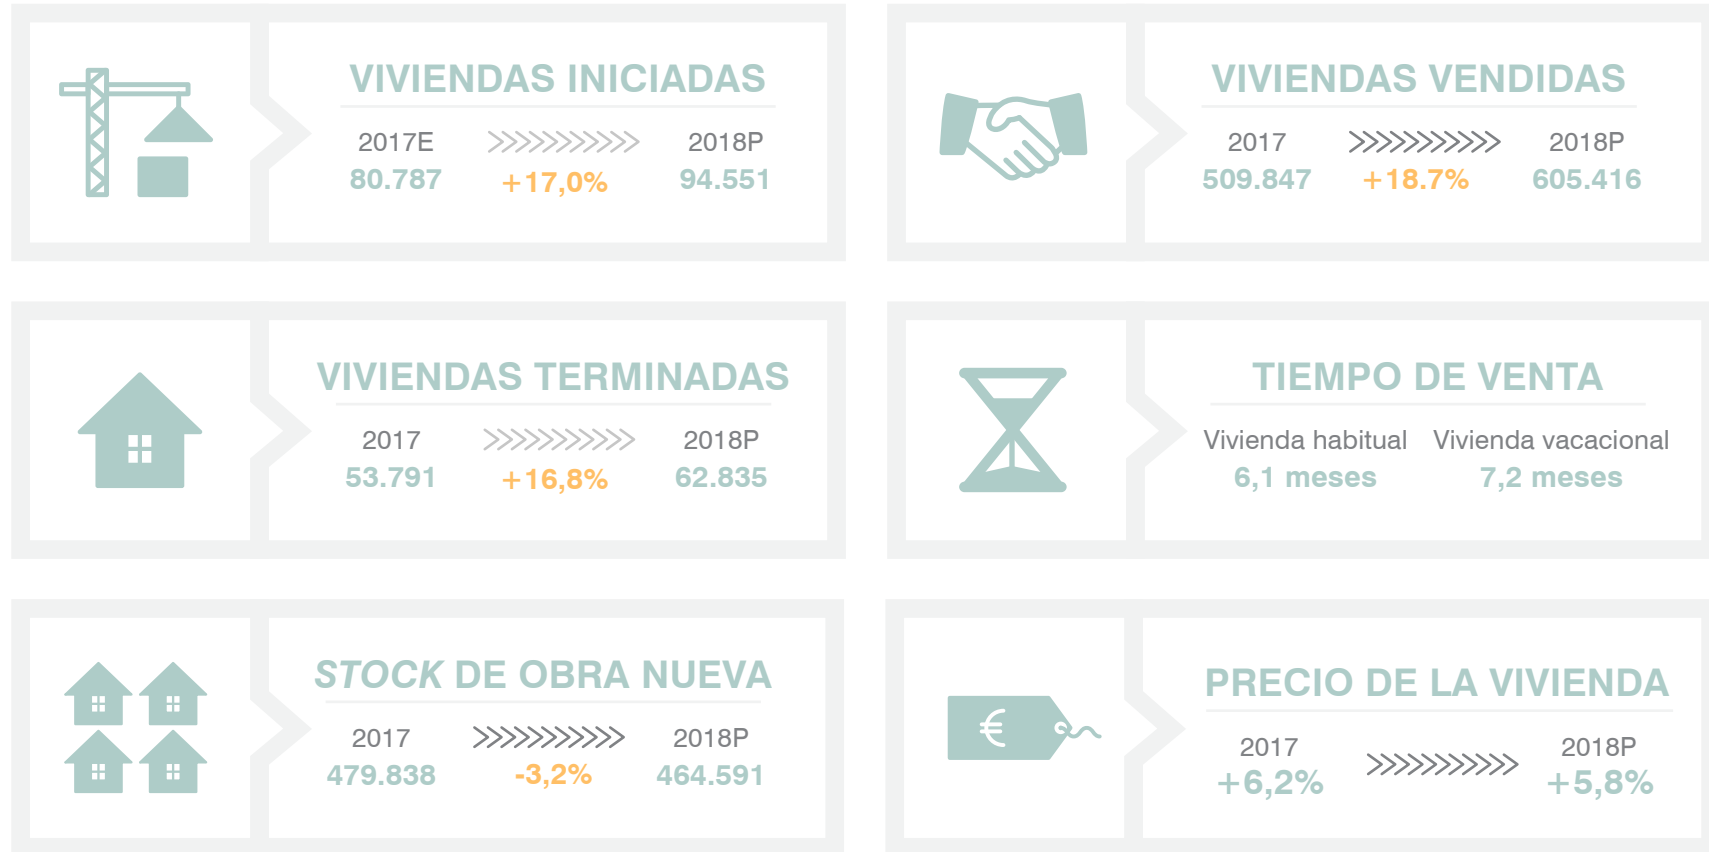 VIVIENDAS INICIADAS
2017E 2018P
80.787 +17,0% 94.551
VIVIENDAS VENDIDAS
2017 2018P
509.847 +18.7% 605.416
VIVIENDAS TERMINADAS
2017 2018P
53.791 +16,8% 62.835
TIEMPO DE VENTA
Vivienda habitual Vivienda vacacional
6,1 meses 7,2 meses
STOCK DE OBRA NUEVA
2017 2018P
479.838 -3,2% 464.591
€
PRECIO DE LA VIVIENDA
2017 2018P
+6,2% +5,8%